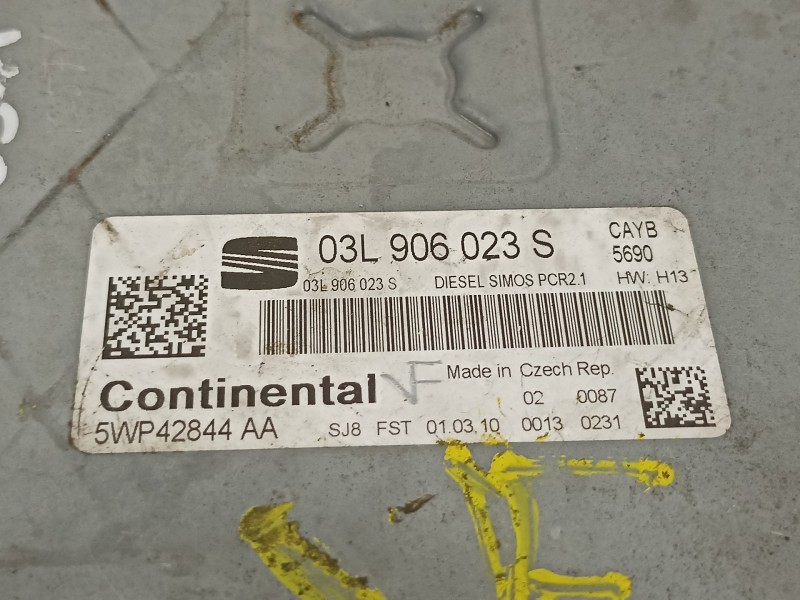 03L 906 023 S CAYB
5690
03L 906 023 S DIESEL SIMOS PCR2.1 HW: H13
Continental VF Made in Czech Rep.
02 0087
5WP42844 AA SJ8 FST 01.03.10 0013 0231